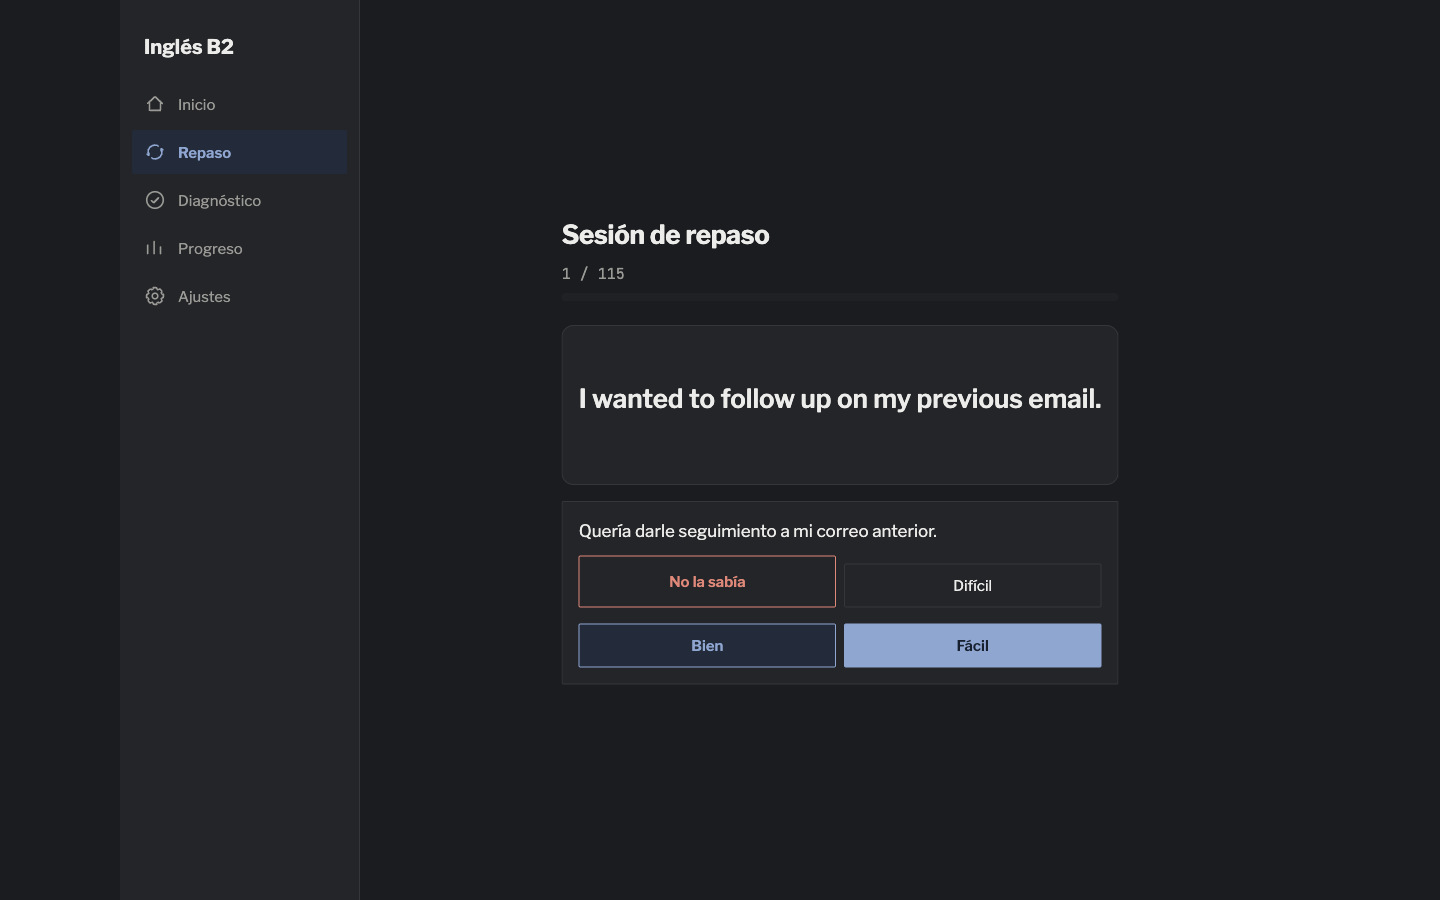 Inglés B2
Inicio
Repaso
Diagnóstico
Progreso
Ajustes
Sesión de repaso
1 / 115
I wanted to follow up on my previous email.
Quería darle seguimiento a mi correo anterior.
No la sabía
Difícil
Bien
Fácil